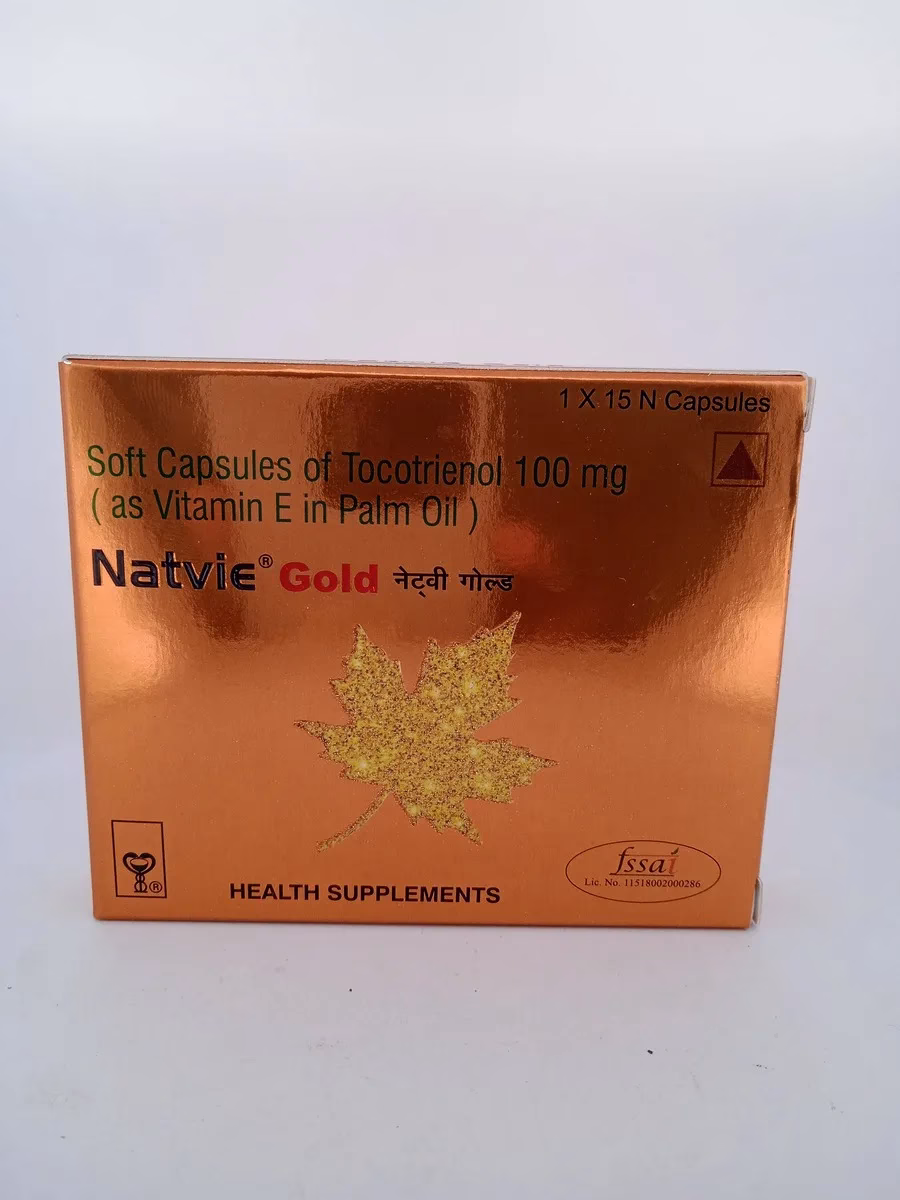 1 X 15 N Capsules
Soft Capsules of Tocotrienol 100 mg
( as Vitamin E in Palm Oil )
Natvie® Gold नेट्वी गोल्ड
®
HEALTH SUPPLEMENTS
fssai
Lic. No. 11518002000286